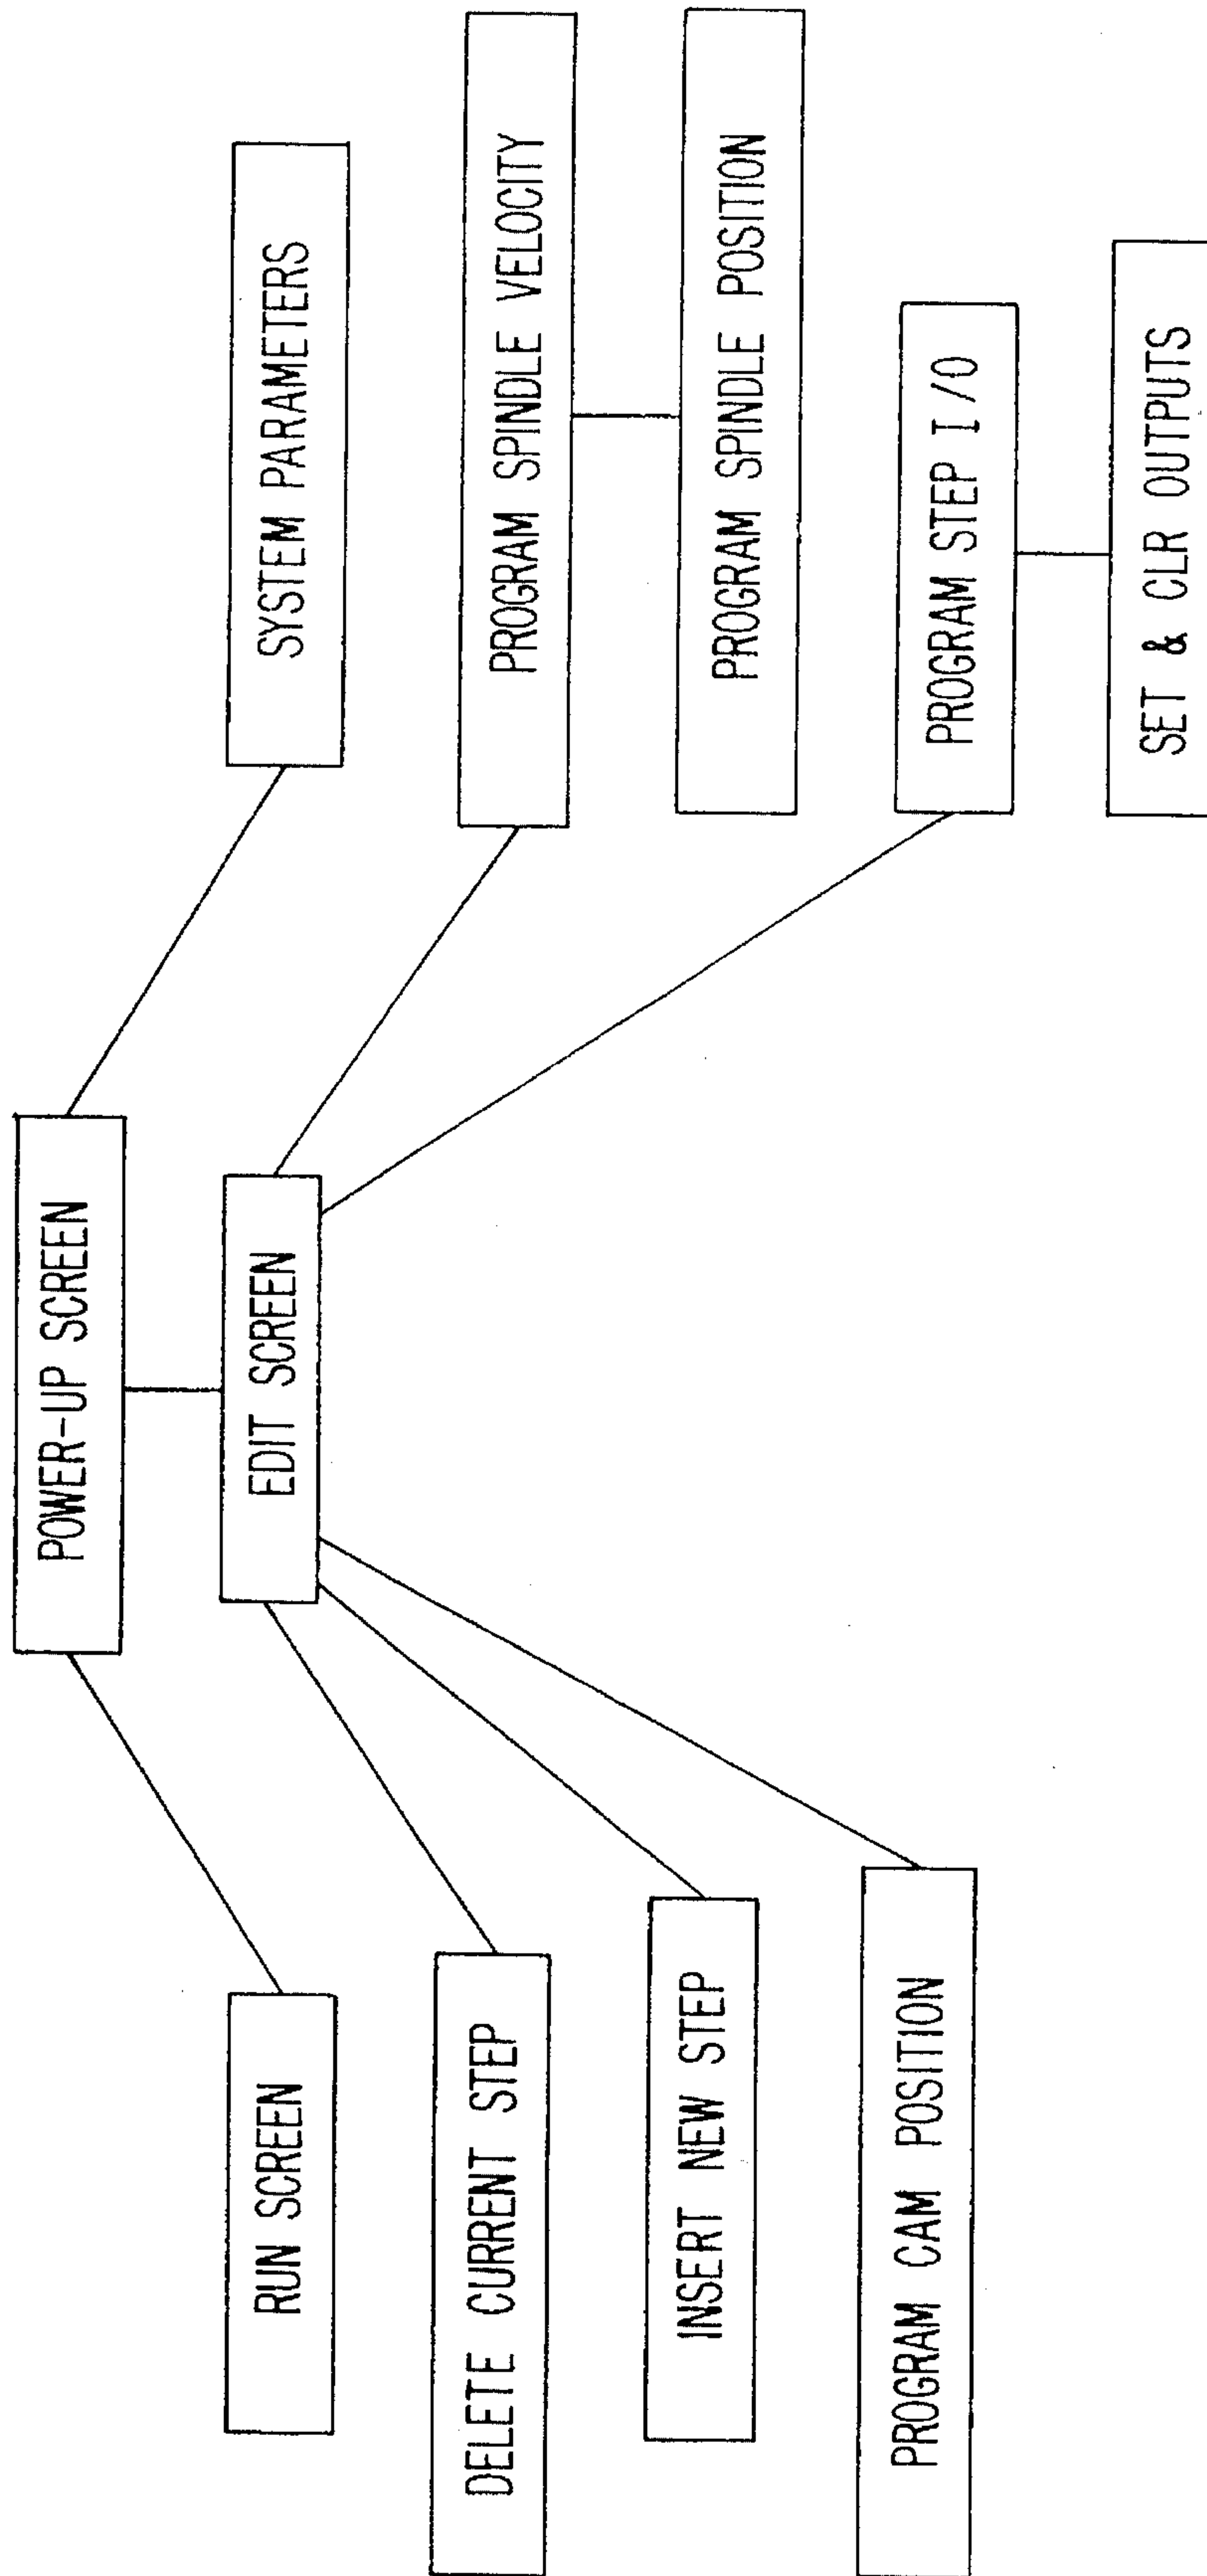 POWER-UP SCREEN
RUN SCREEN
EDIT SCREEN
SYSTEM PARAMETERS
DELETE CURRENT STEP
PROGRAM SPINDLE VELOCITY
INSERT NEW STEP
PROGRAM SPINDLE POSITION
PROGRAM CAM POSITION
PROGRAM STEP I/O
SET & CLR OUTPUTS